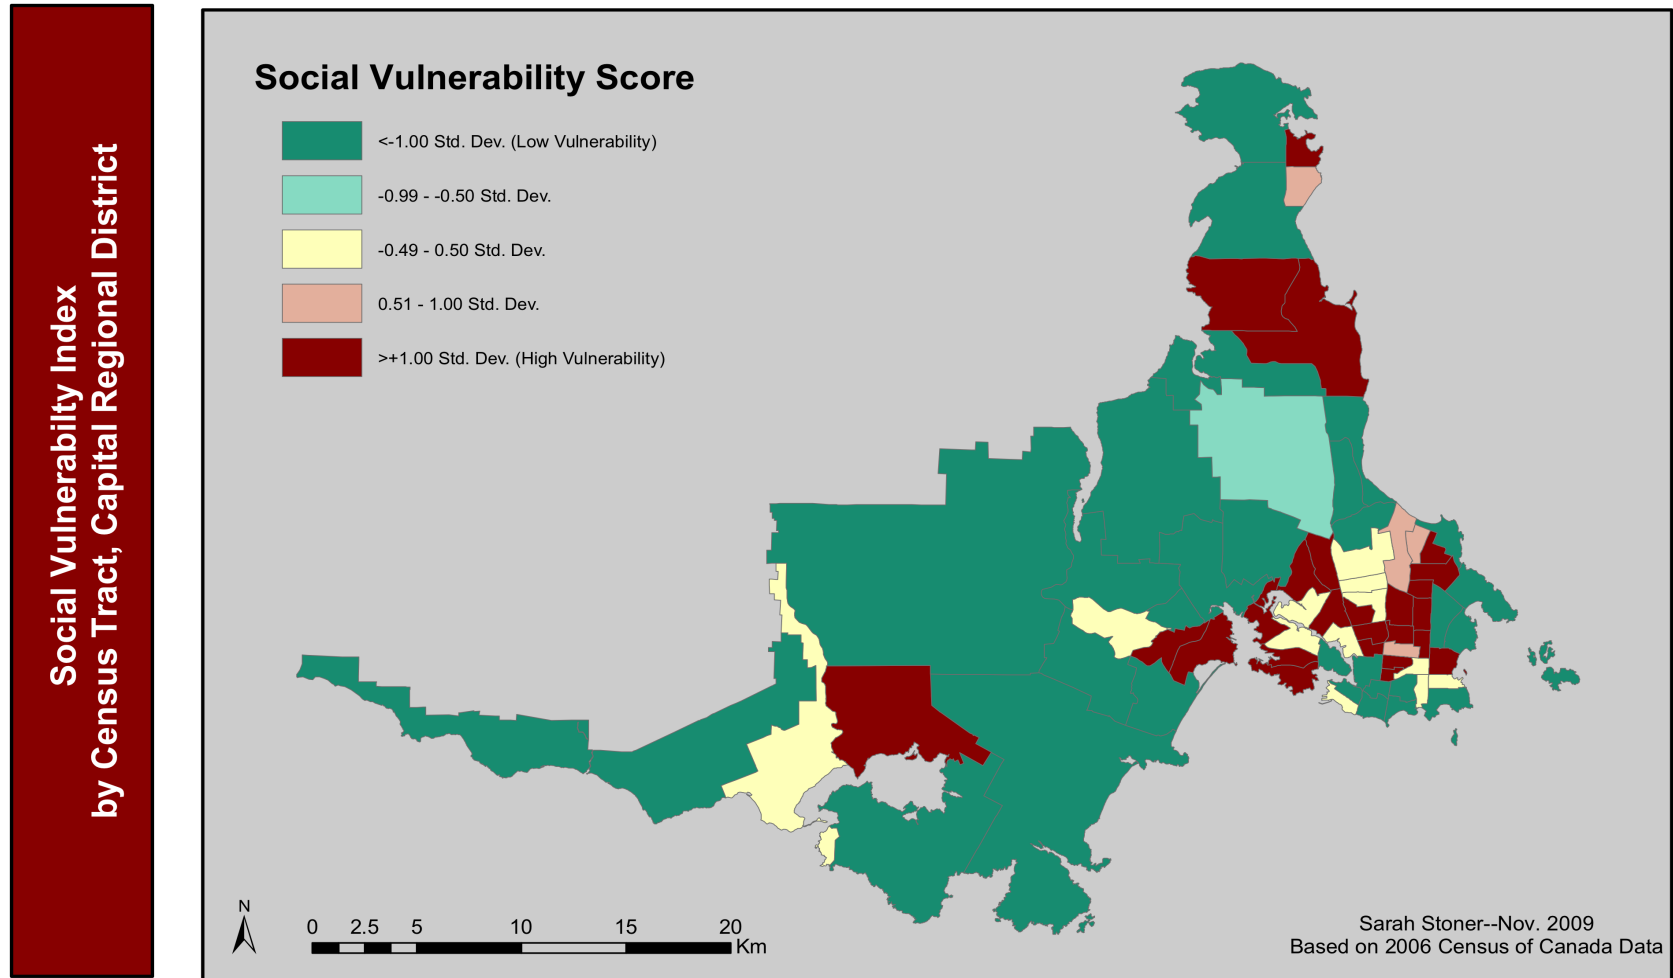 Social Vulnerabilty Index
by Census Tract, Capital Regional District
Social Vulnerability Score
<-1.00 Std. Dev. (Low Vulnerability)
-0.99 - -0.50 Std. Dev.
-0.49 - 0.50 Std. Dev.
0.51 - 1.00 Std. Dev.
>+1.00 Std. Dev. (High Vulnerability)
N
0 2.5 5 10 15 20
Km
Sarah Stoner--Nov. 2009
Based on 2006 Census of Canada Data